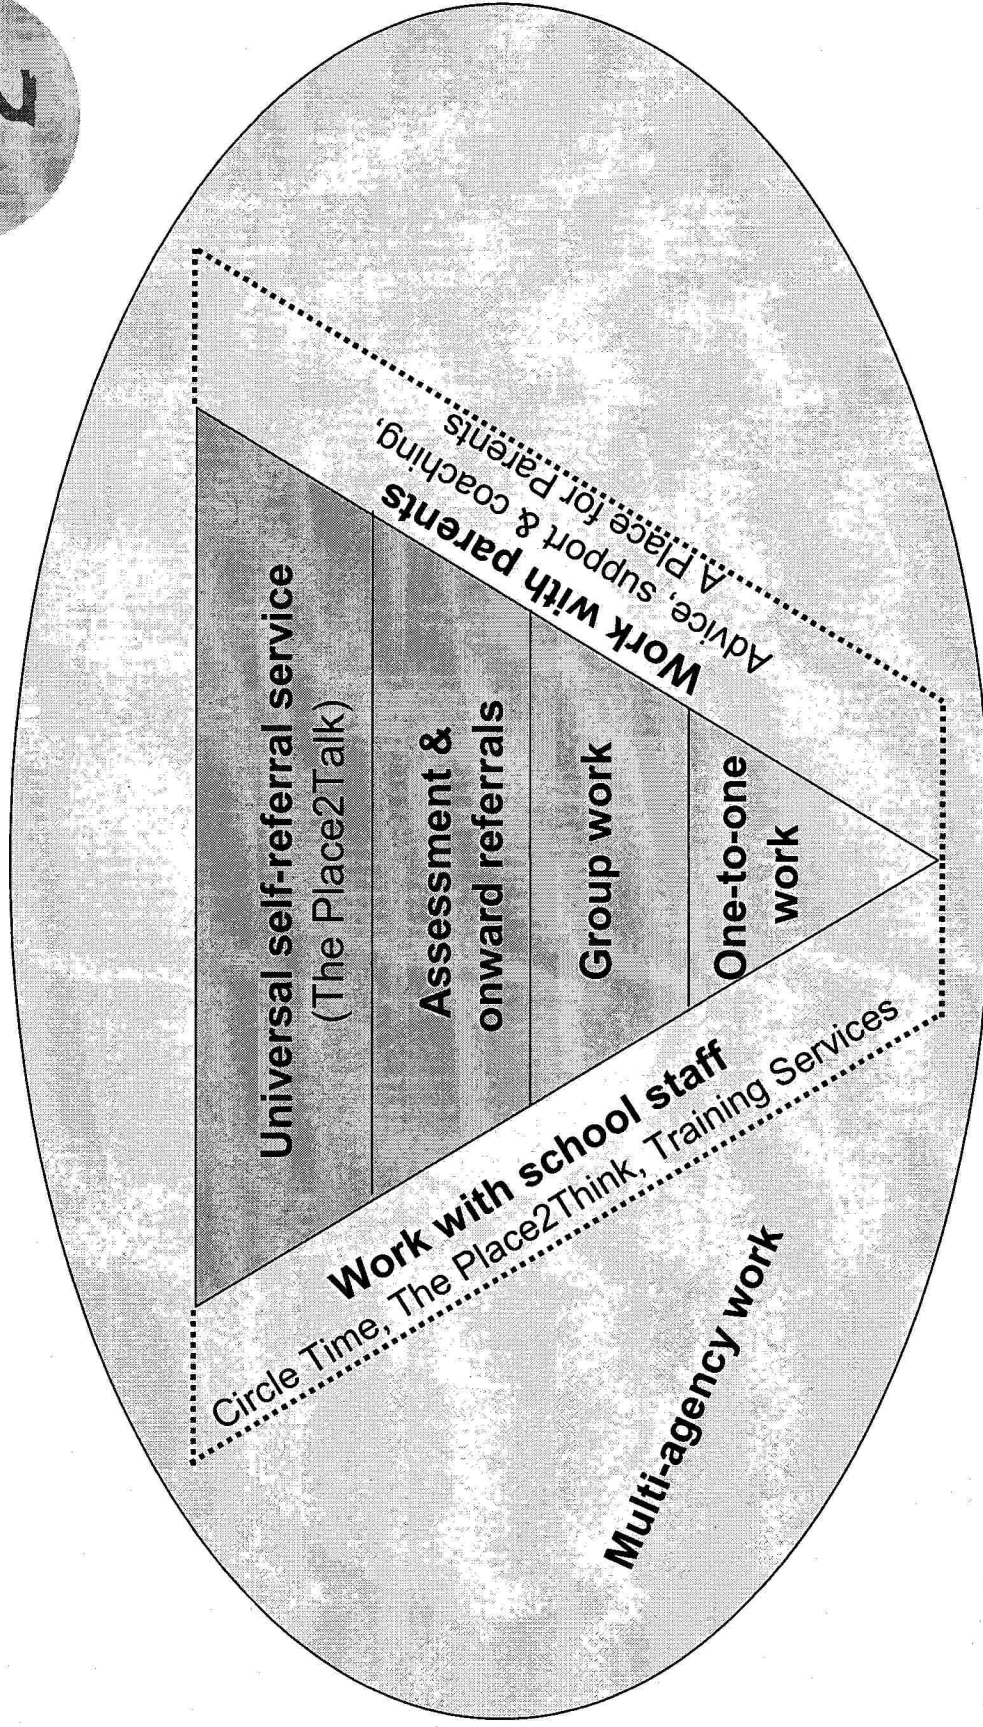 2
Universal self-referral service
(The Place2Talk)
Assessment &
onward referrals
Group work
One-to-one
work
Work with school staff
Circle Time, The Place2Think, Training Services
Work with parents
Advice, support & coaching,
A Place for Parents
Multi-agency work